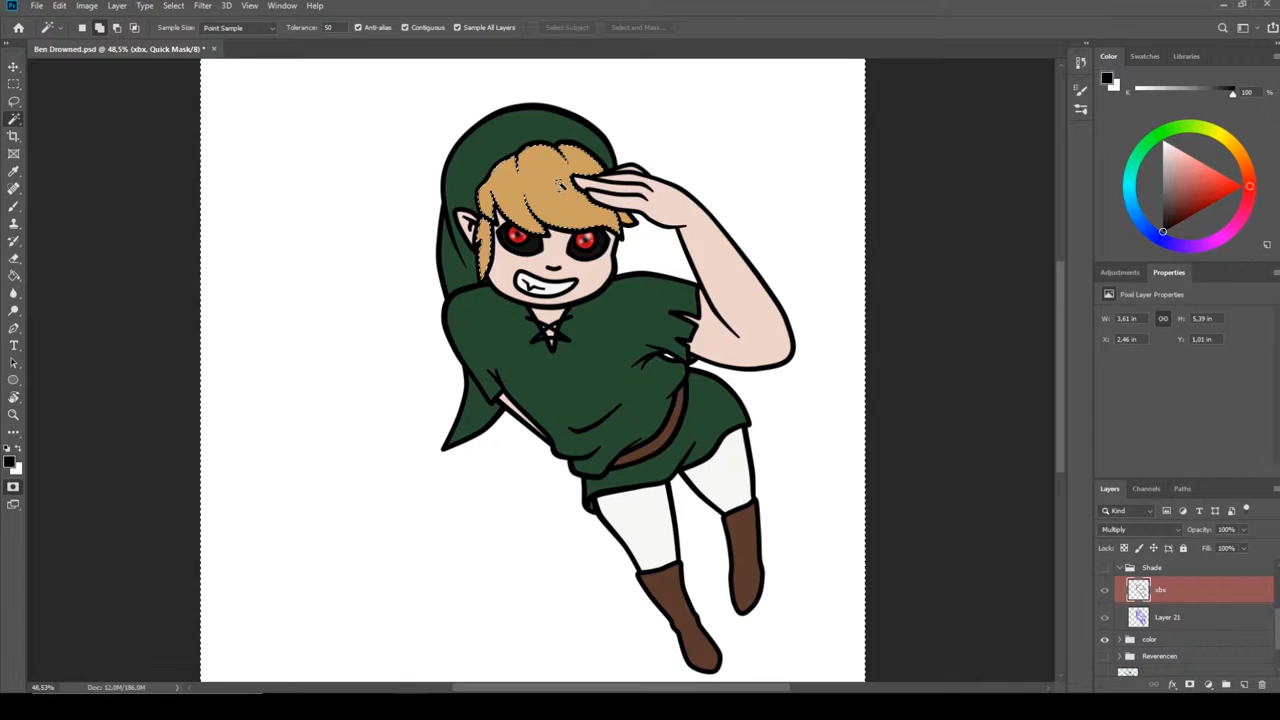 Ps File Edit Image Layer Type Select Filter 3D View Window Help
Sample Size: Point Sample Tolerance: 50 Anti-alias Contiguous Sample All Layers Select Subject Select and Mask...
Ben Drowned.psd @ 48,5% (xbx, Quick Mask/8) * ×
Color Swatches Libraries
K 100 %
Adjustments Properties
Pixel Layer Properties
W: 3,61 in H: 5,39 in
X: 2,46 in Y: 1,01 in
Layers Channels Paths
Kind
Multiply Opacity: 100%
Lock: Fill: 100%
Shade
xbx
Layer 21
color
Reverencen
fx
48,53% Doc: 12,0M/186,0M